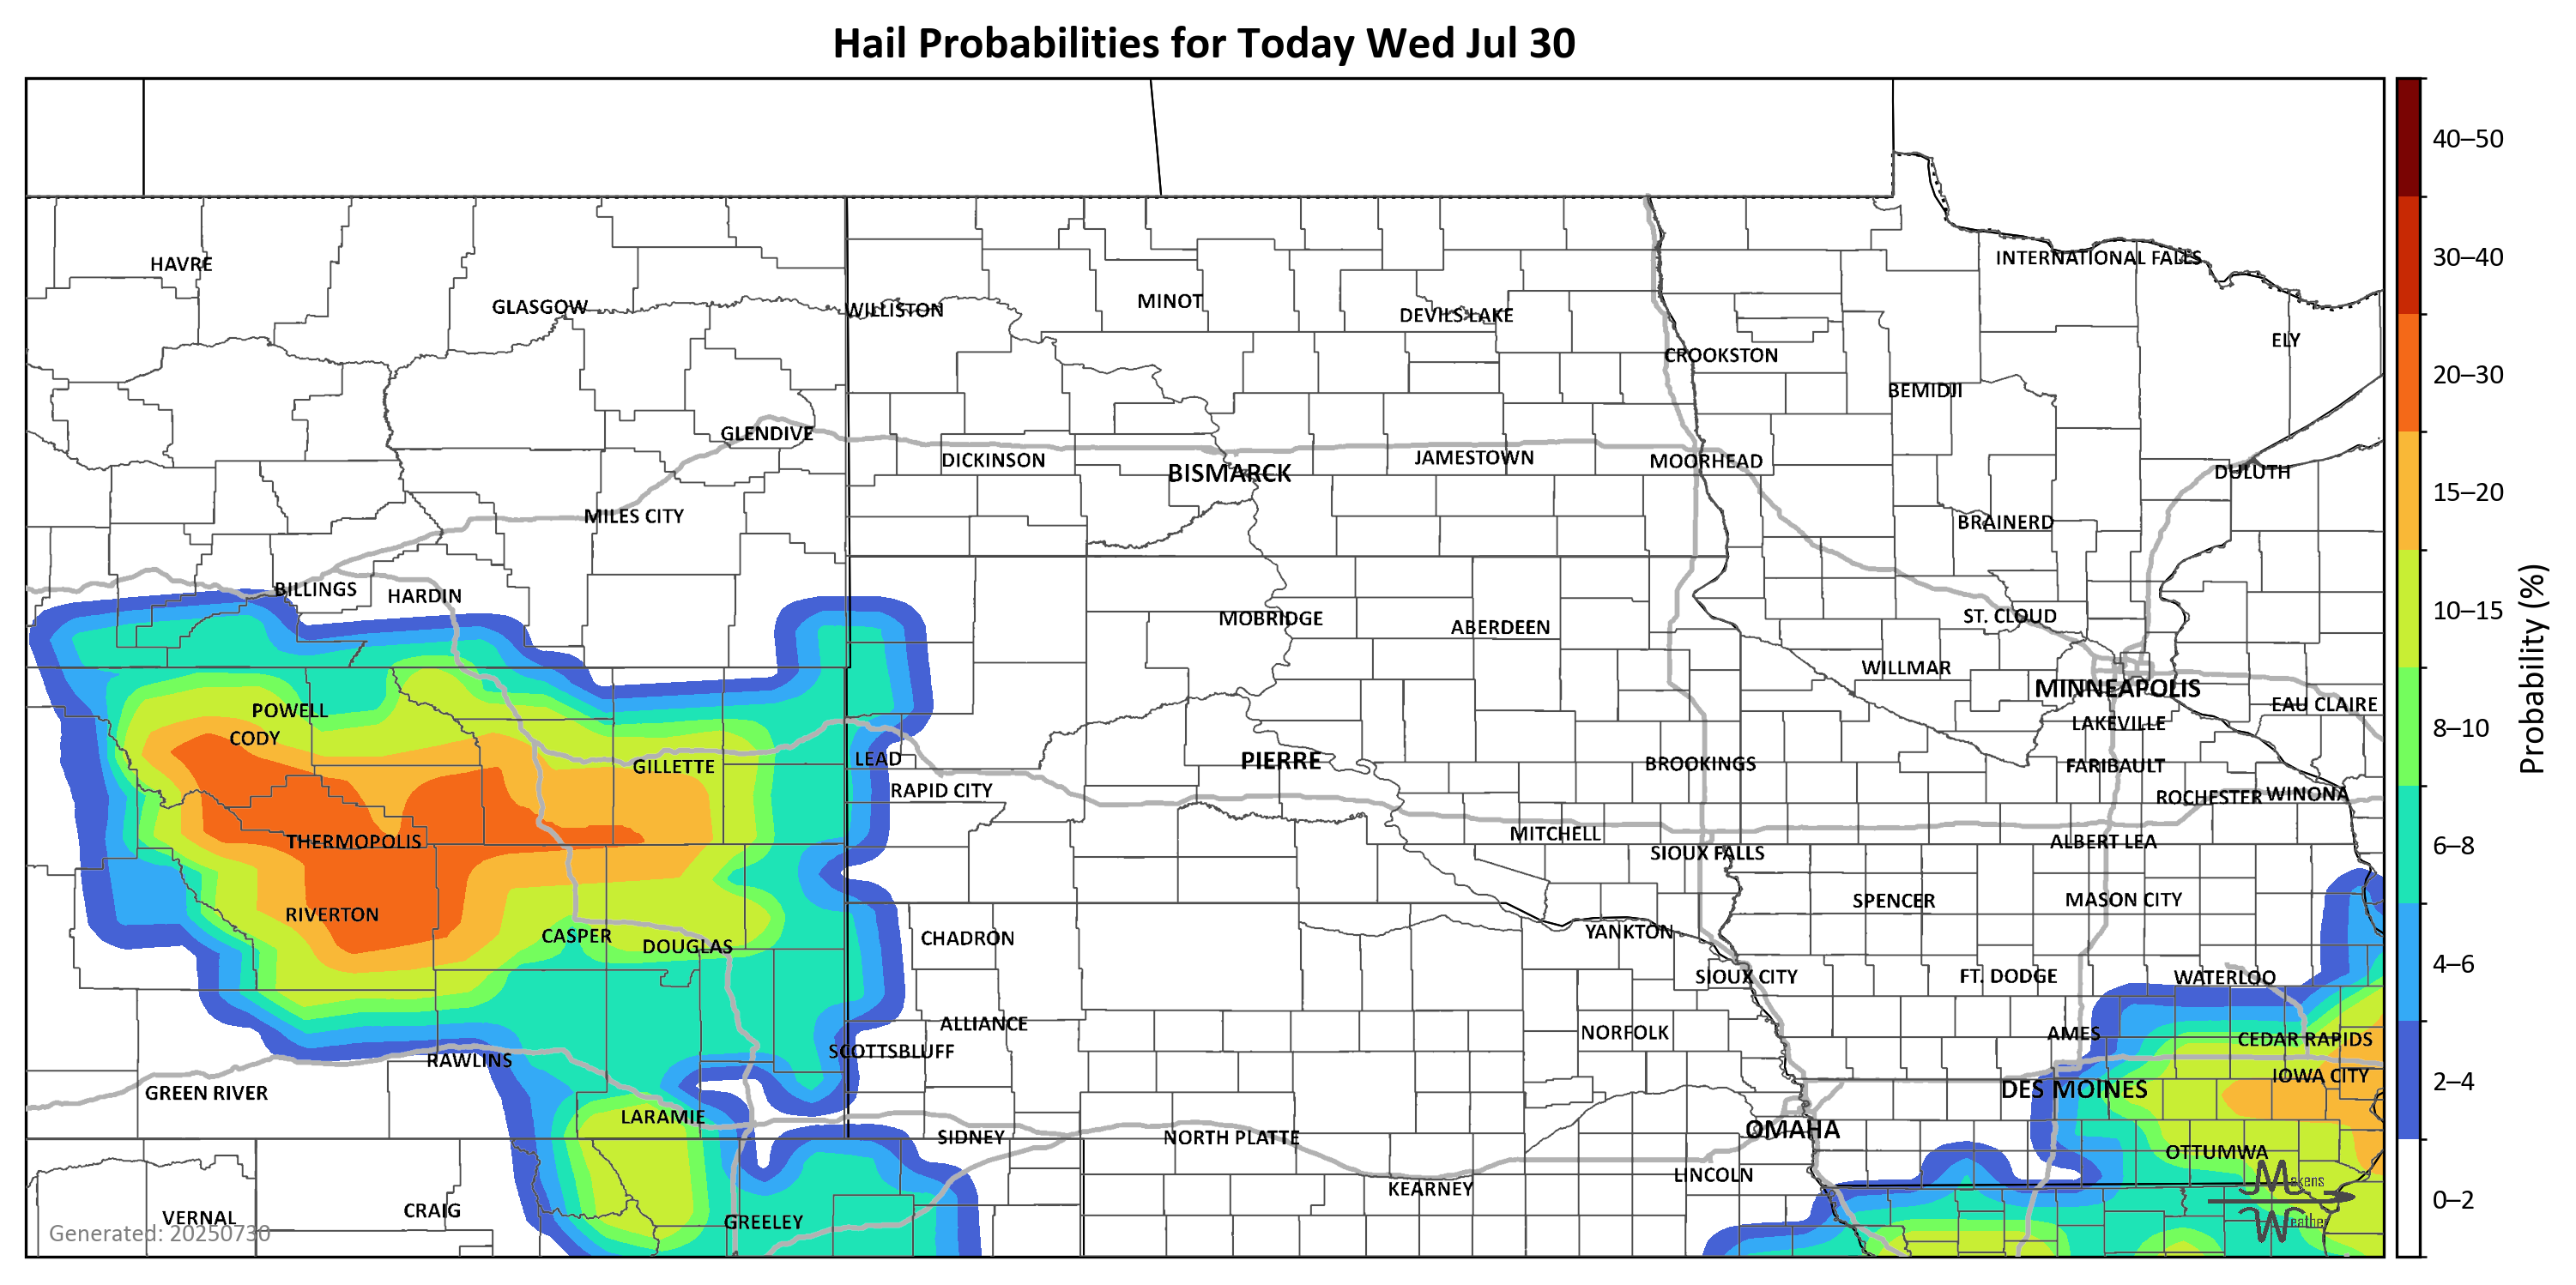 Hail Probabilities for Today Wed Jul 30
40–50
30–40
20–30
15–20
10–15
8–10
6–8
4–6
2–4
0–2
Probability (%)
HAVRE
INTERNATIONAL FALLS
GLASGOW
WILLISTON
MINOT
DEVILS LAKE
ELY
CROOKSTON
BEMIDJI
GLENDIVE
DICKINSON
BISMARCK
JAMESTOWN
MOORHEAD
DULUTH
MILES CITY
BRAINERD
BILLINGS
HARDIN
MOBRIDGE
ABERDEEN
ST. CLOUD
WILLMAR
MINNEAPOLIS
POWELL
EAU CLAIRE
LAKEVILLE
CODY
GILLETTE
LEAD
PIERRE
BROOKINGS
FARIBAULT
RAPID CITY
ROCHESTER
WINONA
THERMOPOLIS
MITCHELL
ALBERT LEA
SIOUX FALLS
RIVERTON
SPENCER
MASON CITY
CASPER
DOUGLAS
CHADRON
YANKTON
SIOUX CITY
FT. DODGE
WATERLOO
ALLIANCE
NORFOLK
AMES
CEDAR RAPIDS
RAWLINS
SCOTTSBLUFF
IOWA CITY
GREEN RIVER
DES MOINES
LARAMIE
SIDNEY
NORTH PLATTE
OMAHA
OTTUMWA
LINCOLN
KEARNEY
VERNAL
CRAIG
GREELEY
Makens
Weather
Generated: 20250730